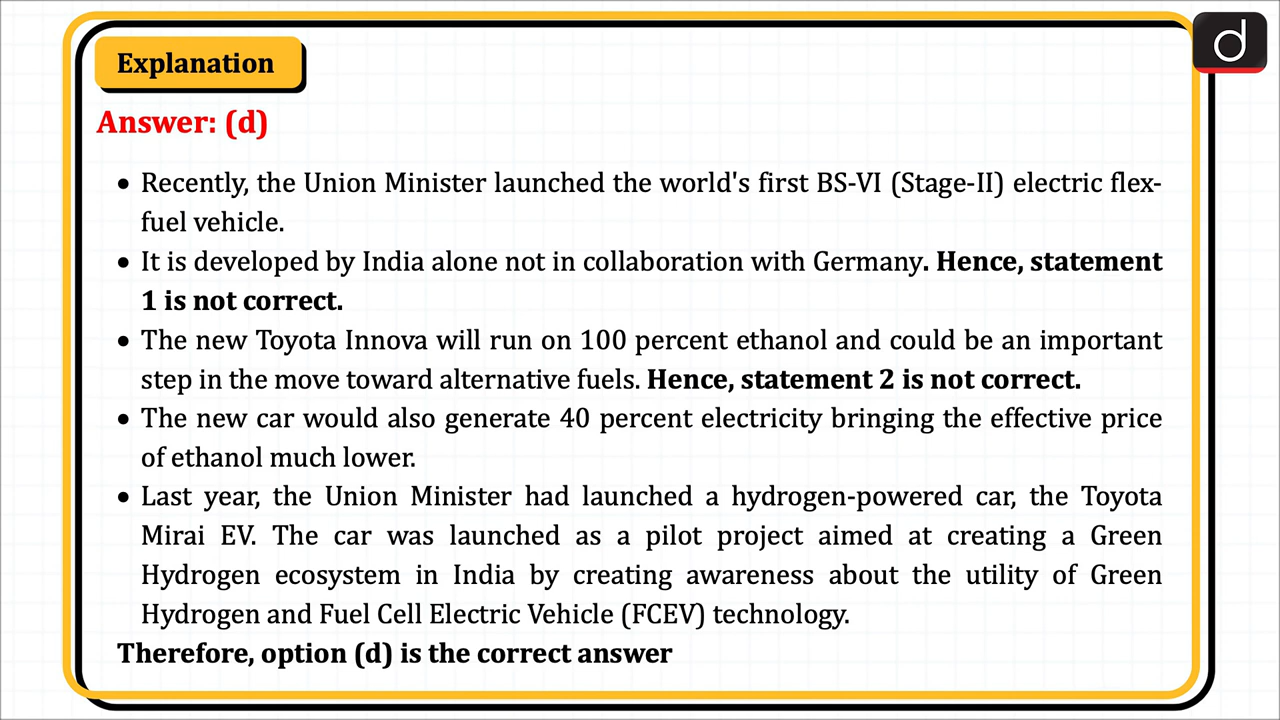 Explanation
d
Answer: (d)
• Recently, the Union Minister launched the world's first BS-VI (Stage-II) electric flex-
fuel vehicle.
• It is developed by India alone not in collaboration with Germany. Hence, statement
1 is not correct.
• The new Toyota Innova will run on 100 percent ethanol and could be an important
step in the move toward alternative fuels. Hence, statement 2 is not correct.
• The new car would also generate 40 percent electricity bringing the effective price
of ethanol much lower.
• Last year, the Union Minister had launched a hydrogen-powered car, the Toyota
Mirai EV. The car was launched as a pilot project aimed at creating a Green
Hydrogen ecosystem in India by creating awareness about the utility of Green
Hydrogen and Fuel Cell Electric Vehicle (FCEV) technology.
Therefore, option (d) is the correct answer